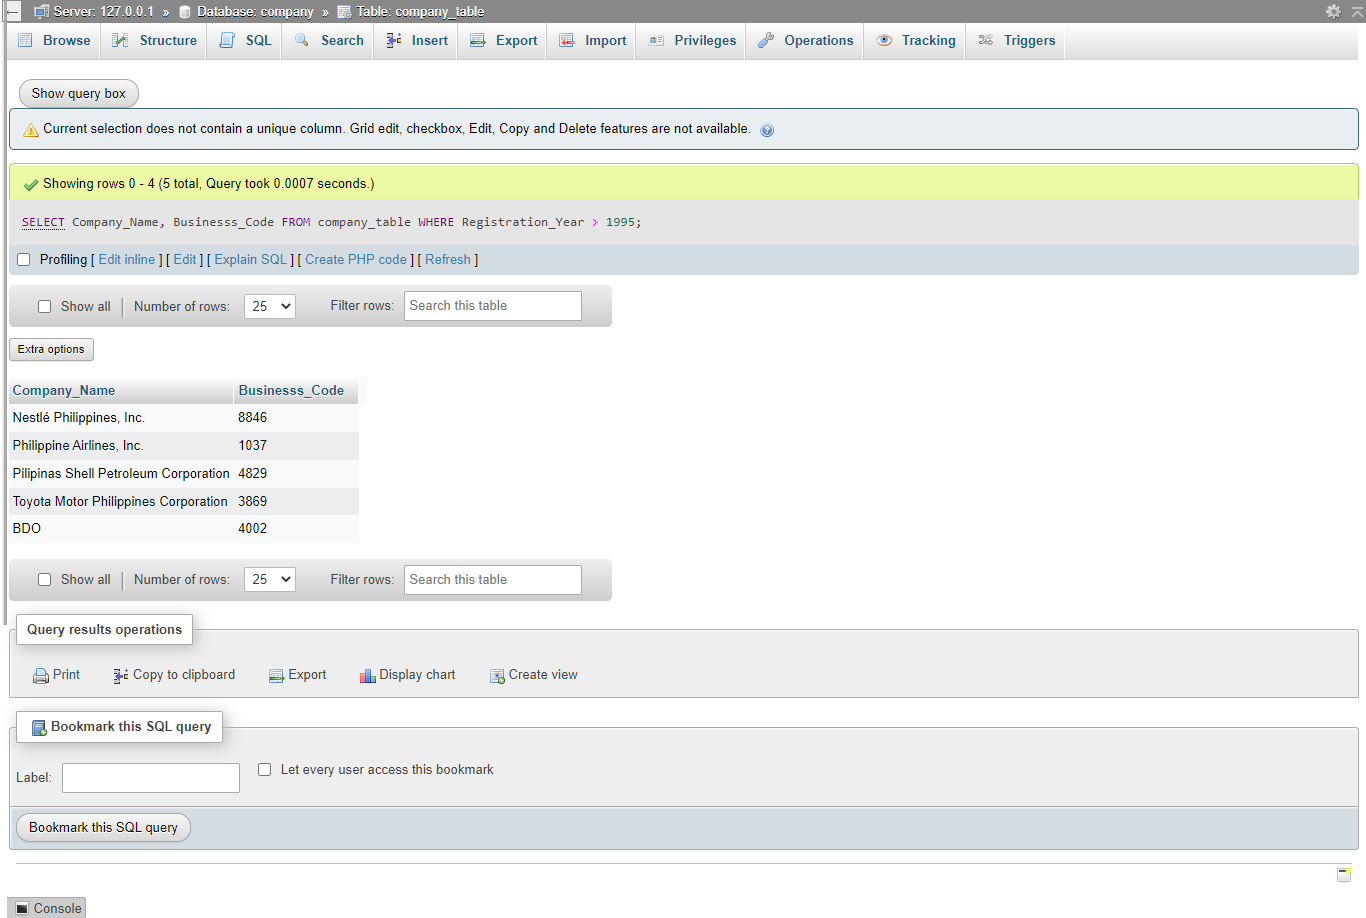 Server: 127.0.0.1 » Database: company » Table: company_table
Browse Structure SQL Search Insert Export Import Privileges Operations Tracking Triggers
Show query box
Current selection does not contain a unique column. Grid edit, checkbox, Edit, Copy and Delete features are not available.
Showing rows 0 - 4 (5 total, Query took 0.0007 seconds.)
SELECT Company_Name, Businesss_Code FROM company_table WHERE Registration_Year > 1995;
Profiling [ Edit inline ] [ Edit ] [ Explain SQL ] [ Create PHP code ] [ Refresh ]
Show all | Number of rows: 25 Filter rows: Search this table
Extra options
Company_Name Businesss_Code
Nestlé Philippines, Inc. 8846
Philippine Airlines, Inc. 1037
Pilipinas Shell Petroleum Corporation 4829
Toyota Motor Philippines Corporation 3869
BDO 4002
Show all | Number of rows: 25 Filter rows: Search this table
Query results operations
Print Copy to clipboard Export Display chart Create view
Bookmark this SQL query
Label: Let every user access this bookmark
Bookmark this SQL query
Console